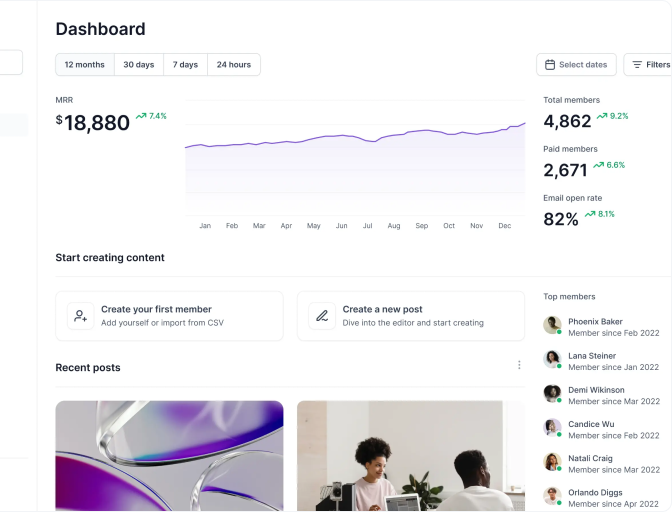 Dashboard
12 months
30 days
7 days
24 hours
Select dates
Filters
MRR
$18,880
7.4%
Jan Feb Mar Apr May Jun Jul Aug Sep Oct Nov Dec
Total members
4,862
9.2%
Paid members
2,671
6.6%
Email open rate
82%
8.1%
Start creating content
Create your first member
Add yourself or import from CSV
Create a new post
Dive into the editor and start creating
Recent posts
Top members
Phoenix Baker
Member since Feb 2022
Lana Steiner
Member since Jan 2022
Demi Wikinson
Member since Mar 2022
Candice Wu
Member since Feb 2022
Natali Craig
Member since Mar 2022
Orlando Diggs
Member since Apr 2022